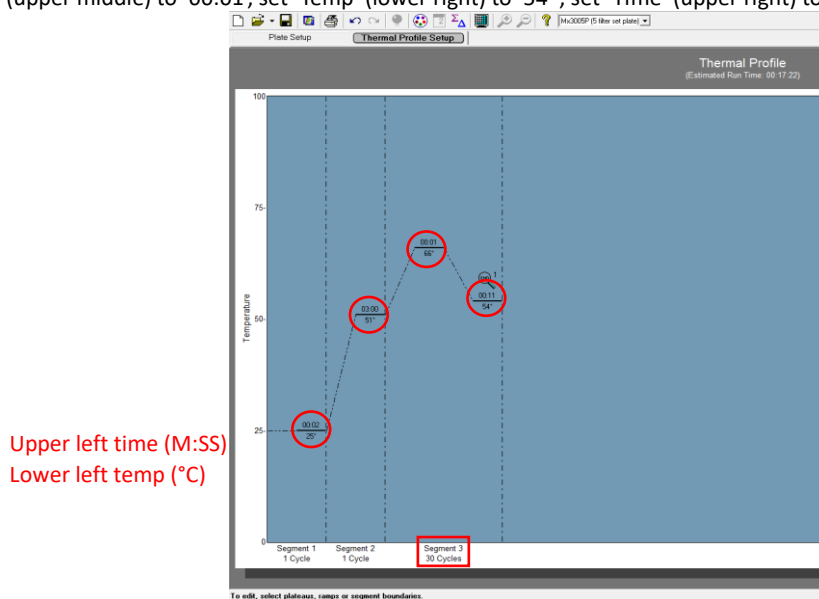 (upper middle) to '00:01', set 'Temp' (lower right) to '54'', set 'Time' (upper right) to
Mx3005P (5 filter set plate)
Plate Setup Thermal Profile Setup
Thermal Profile
(Estimated Run Time: 00:17:22)
100
75
00:01
66°
1
00:11
54°
03:00
51°
50
Temperature
25
00:02
25°
Upper left time (M:SS)
Lower left temp (°C)
0
Segment 1 Segment 2 Segment 3
1 Cycle 1 Cycle 30 Cycles
To edit, select plateaus, ramps or segment boundaries.